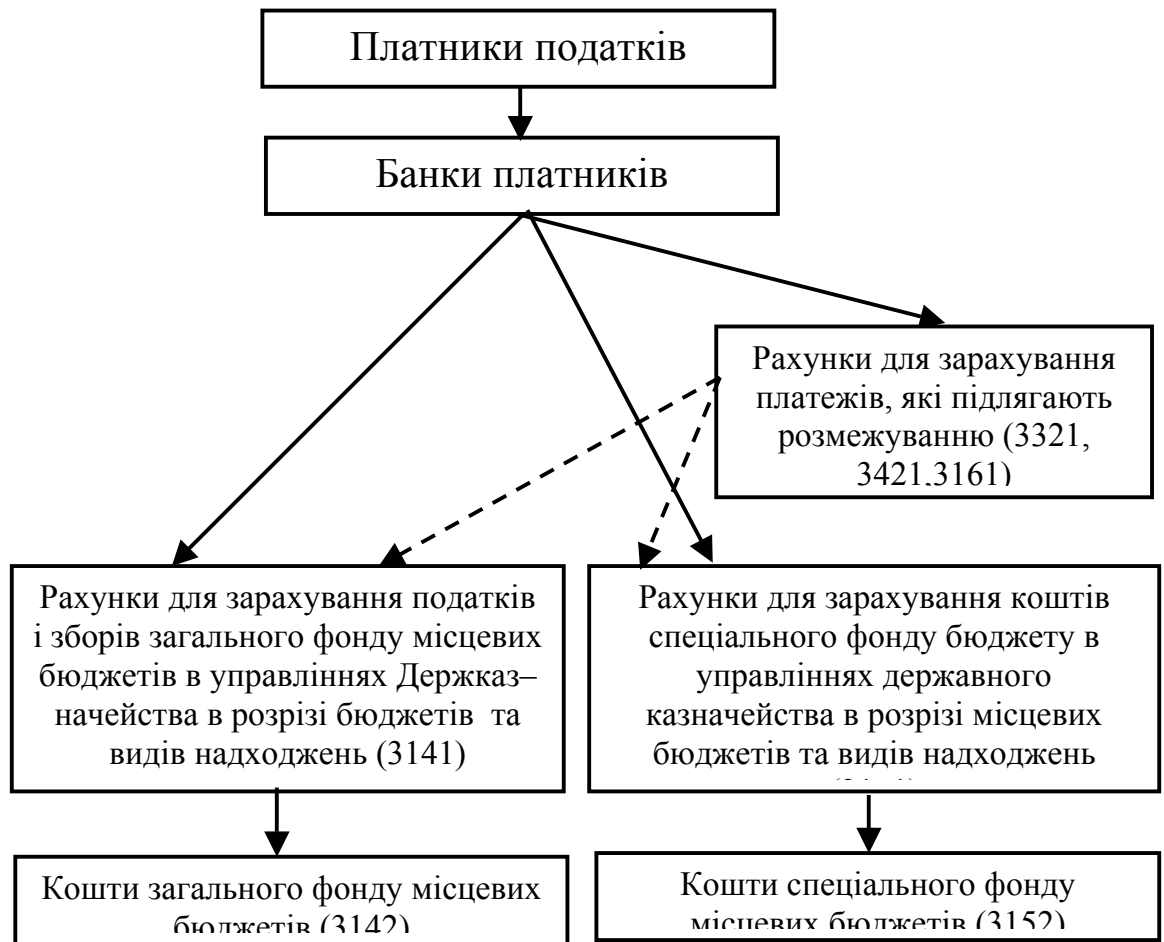 Платники податків
Банки платників
Рахунки для зарахування
платежів, які підлягають
розмежуванню (3321,
3421,3161)
Рахунки для зарахування податків
і зборів загального фонду місцевих
бюджетів в управліннях Держказ–
начейства в розрізі бюджетів та
видів надходжень (3141)
Рахунки для зарахування коштів
спеціального фонду бюджету в
управліннях державного
казначейства в розрізі місцевих
бюджетів та видів надходжень
Кошти загального фонду місцевих
бюджетів (3142)
Кошти спеціального фонду
місцевих бюджетів (3152)